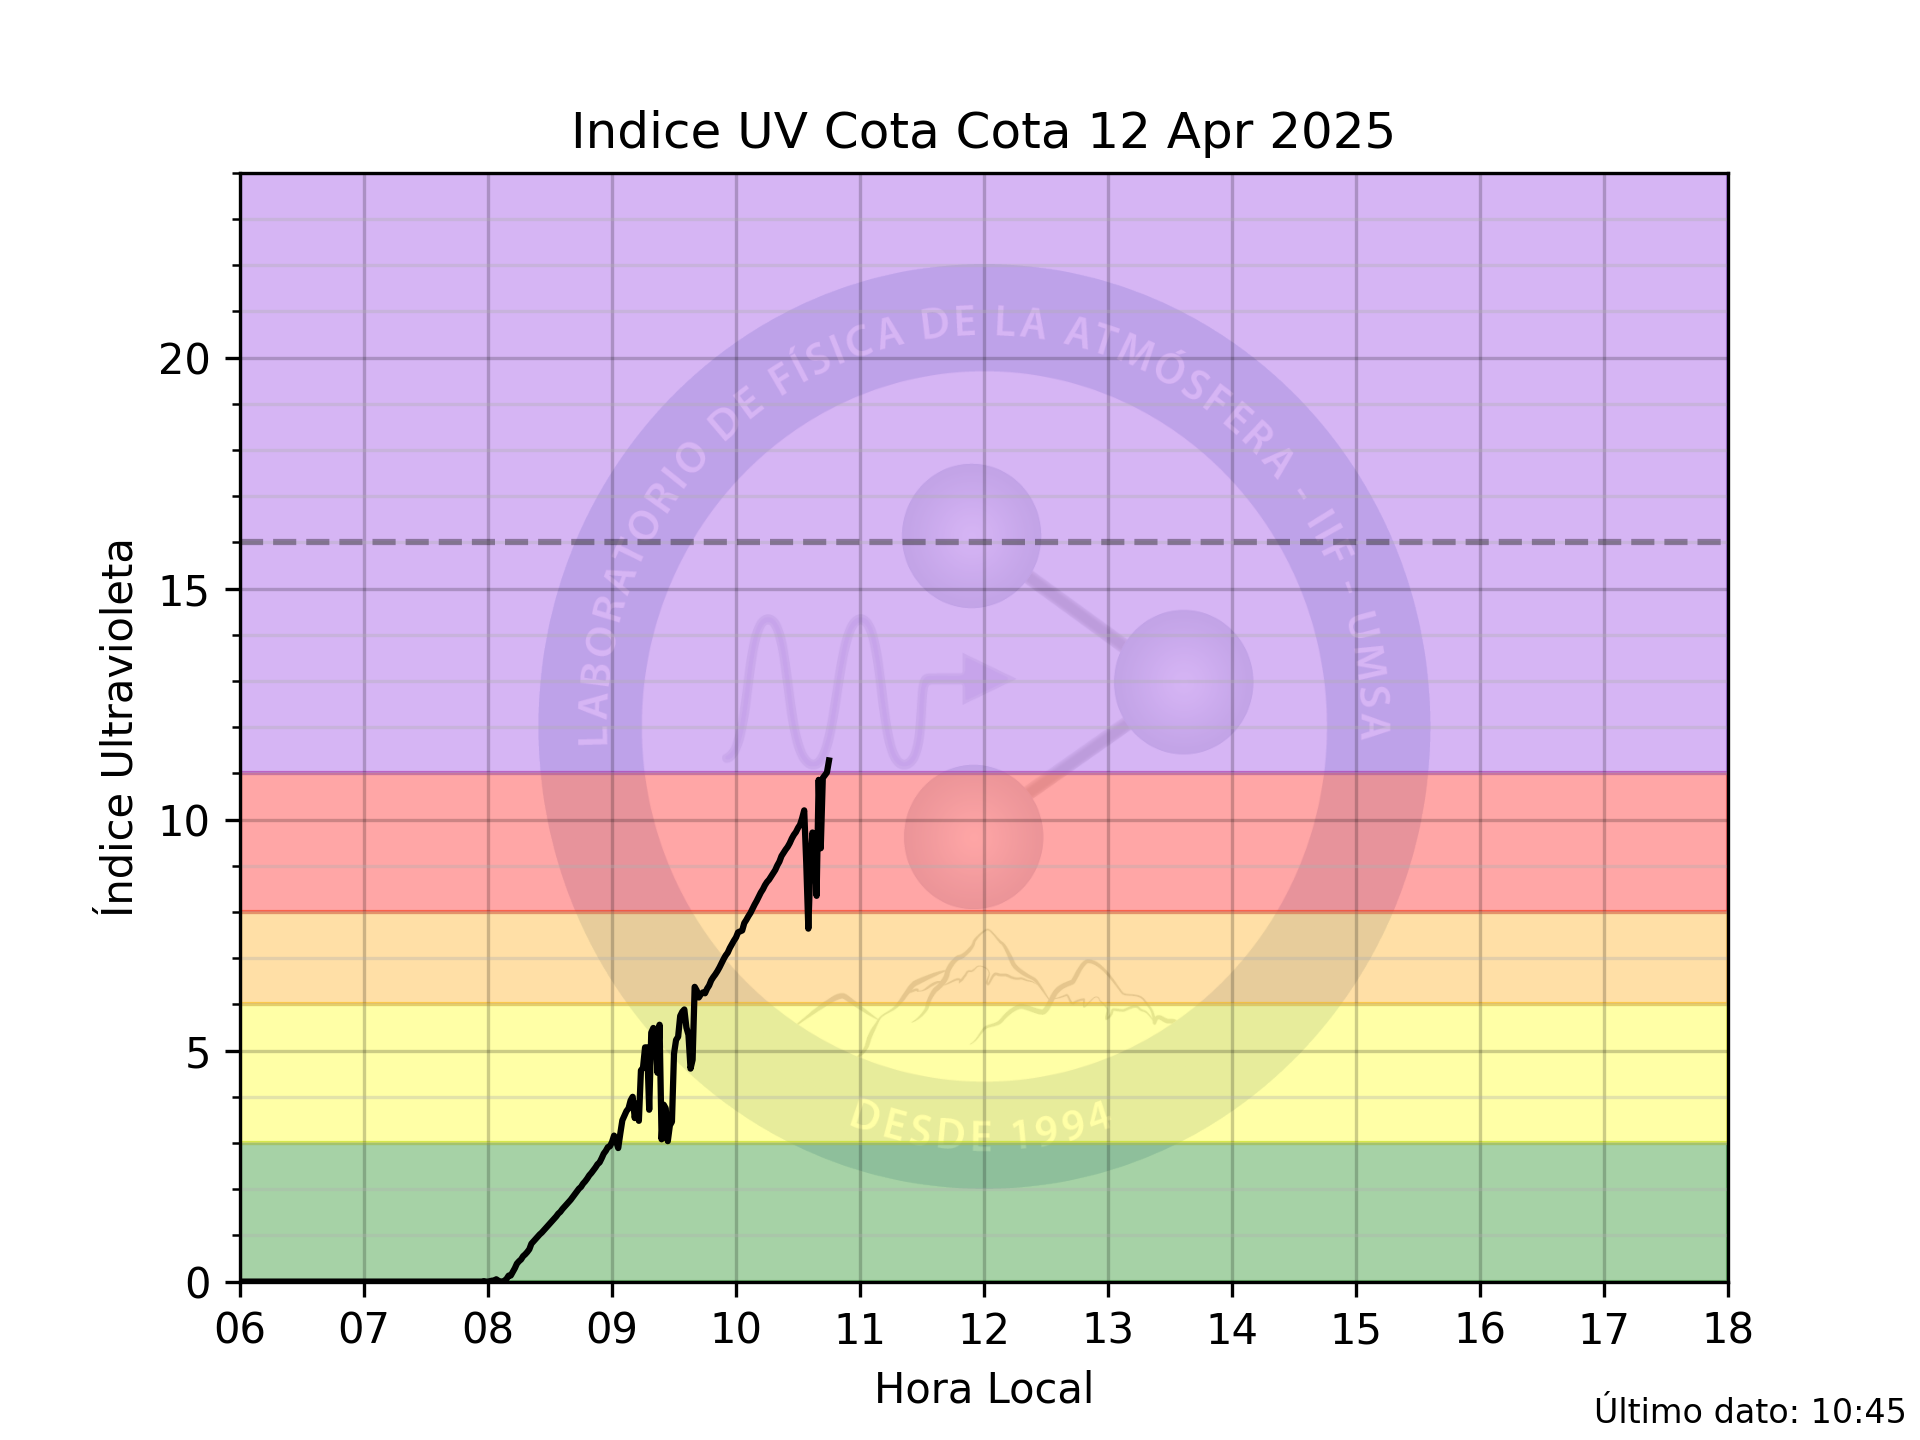 Indice UV Cota Cota 12 Apr 2025
LABORATORIO DE FÍSICA DE LA ATMÓSFERA - IIF - UMSA
20
15
10
5
0
Índice Ultravioleta
DESDE 1994
06 07 08 09 10 11 12 13 14 15 16 17 18
Hora Local
Último dato: 10:45